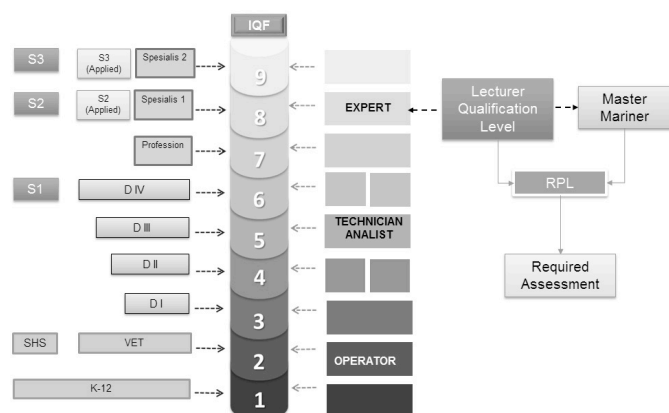 IQF
S3
S3
(Applied)
Spesialis 2
9
S2
S2
(Applied)
Spesialis 1
8
EXPERT
Lecturer
Qualification
Level
Master
Mariner
Profession
7
S1
D IV
6
RPL
D III
5
TECHNICIAN
ANALIST
D II
4
Required
Assessment
D I
3
SHS
VET
2
OPERATOR
K-12
1